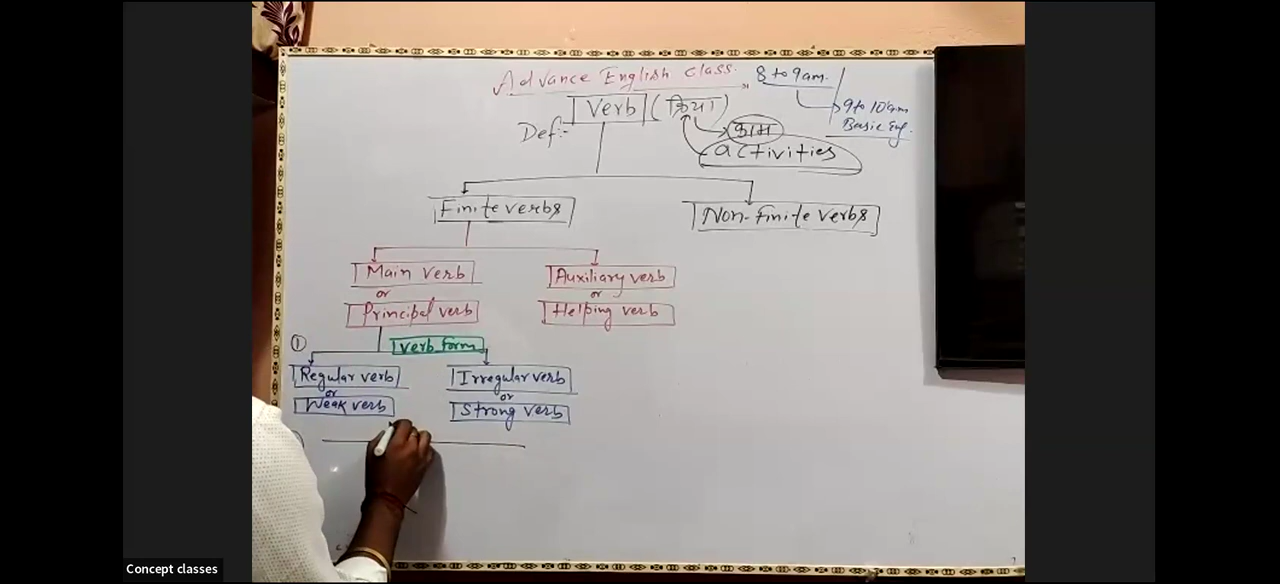 Advance English Class. 8 to 9am.
Verb (क्रिया)
9 to 10am
Basic Eng.
Def:-
काम
activities
Finite verbs
Non-Finite verbs
Main verb
or
Principal verb
Auxiliary verb
or
Helping verb
①
Verb form
Regular verb
or
Weak verb
Irregular verb
or
Strong verb
Concept classes